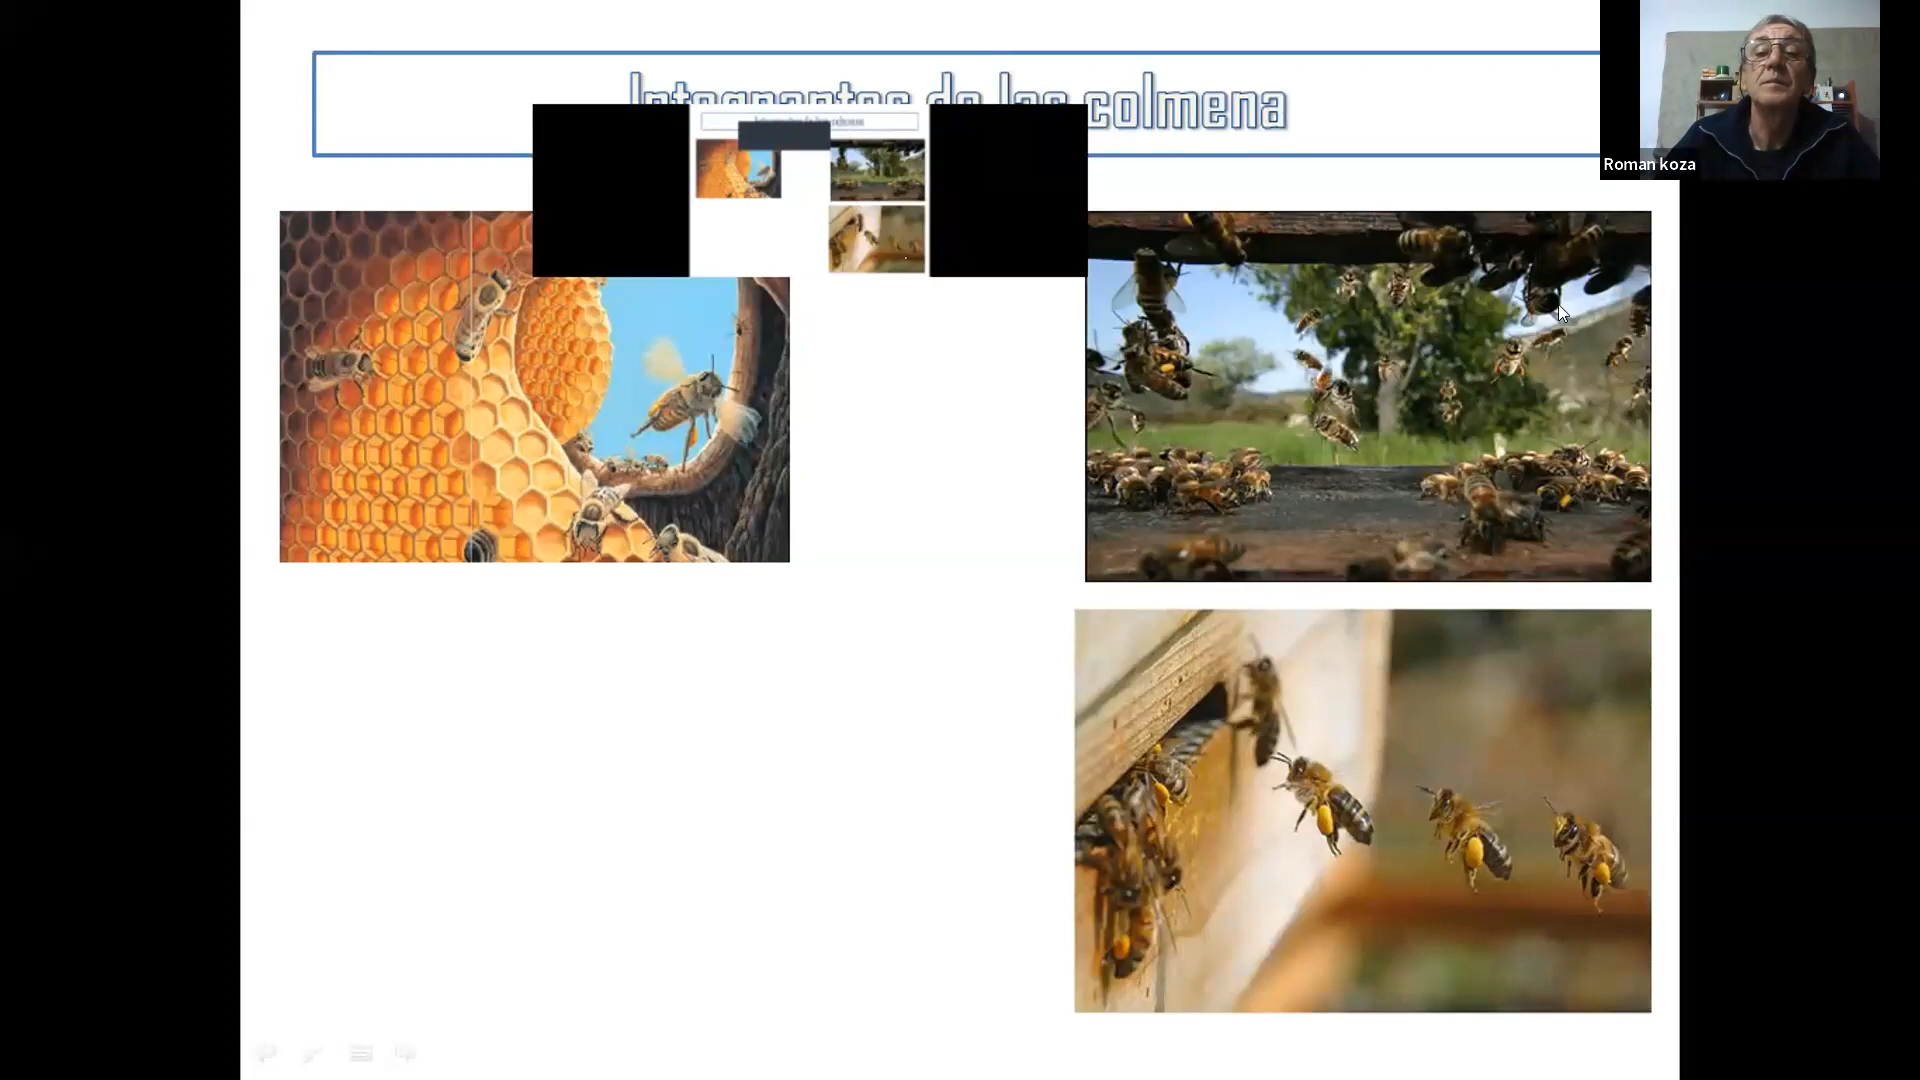 Integrantes de las colmena
Roman koza